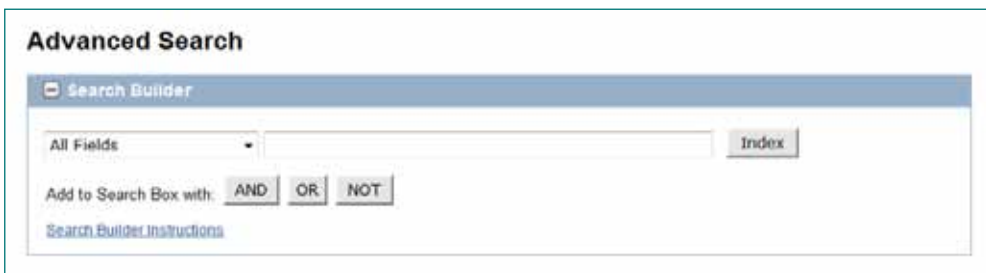 Advanced Search
Search Builder
All Fields Index
Add to Search Box with: AND OR NOT
Search Builder Instructions